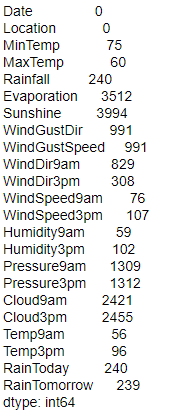 Date 0
Location 0
MinTemp 75
MaxTemp 60
Rainfall 240
Evaporation 3512
Sunshine 3994
WindGustDir 991
WindGustSpeed 991
WindDir9am 829
WindDir3pm 308
WindSpeed9am 76
WindSpeed3pm 107
Humidity9am 59
Humidity3pm 102
Pressure9am 1309
Pressure3pm 1312
Cloud9am 2421
Cloud3pm 2455
Temp9am 56
Temp3pm 96
RainToday 240
RainTomorrow 239
dtype: int64